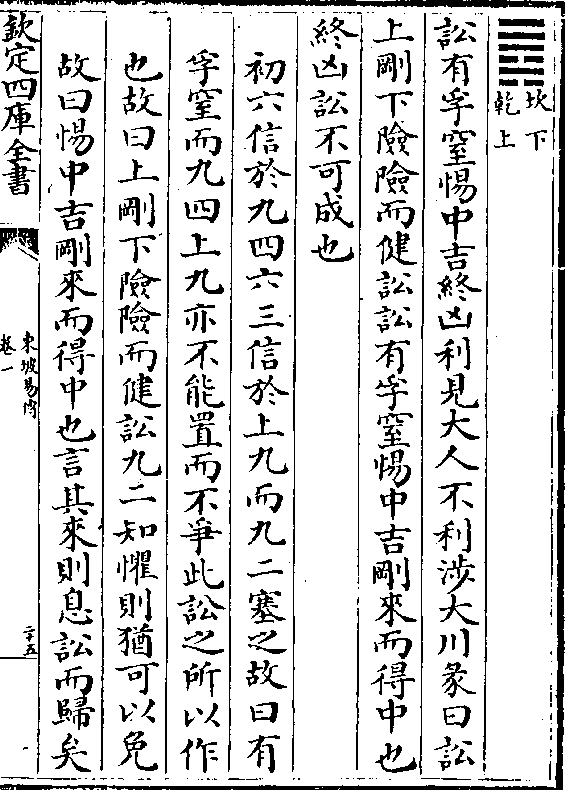 坎下
乾上
訟有孚窒惕中吉終凶利見大人不利涉大川彖曰訟
上剛下險險而健訟訟有孚窒惕中吉剛來而得中也
終凶訟不可成也
初六信於九四六三信於上九而九二塞之故曰有
孚窒而九四上九亦不能置而不爭此訟之所以作
也故曰上剛下險險而健訟九二知懼則猶可以免
故曰惕中吉剛來而得中也言其來則息訟而歸矣
欽定四庫全書
東坡易傳
卷一
二十五